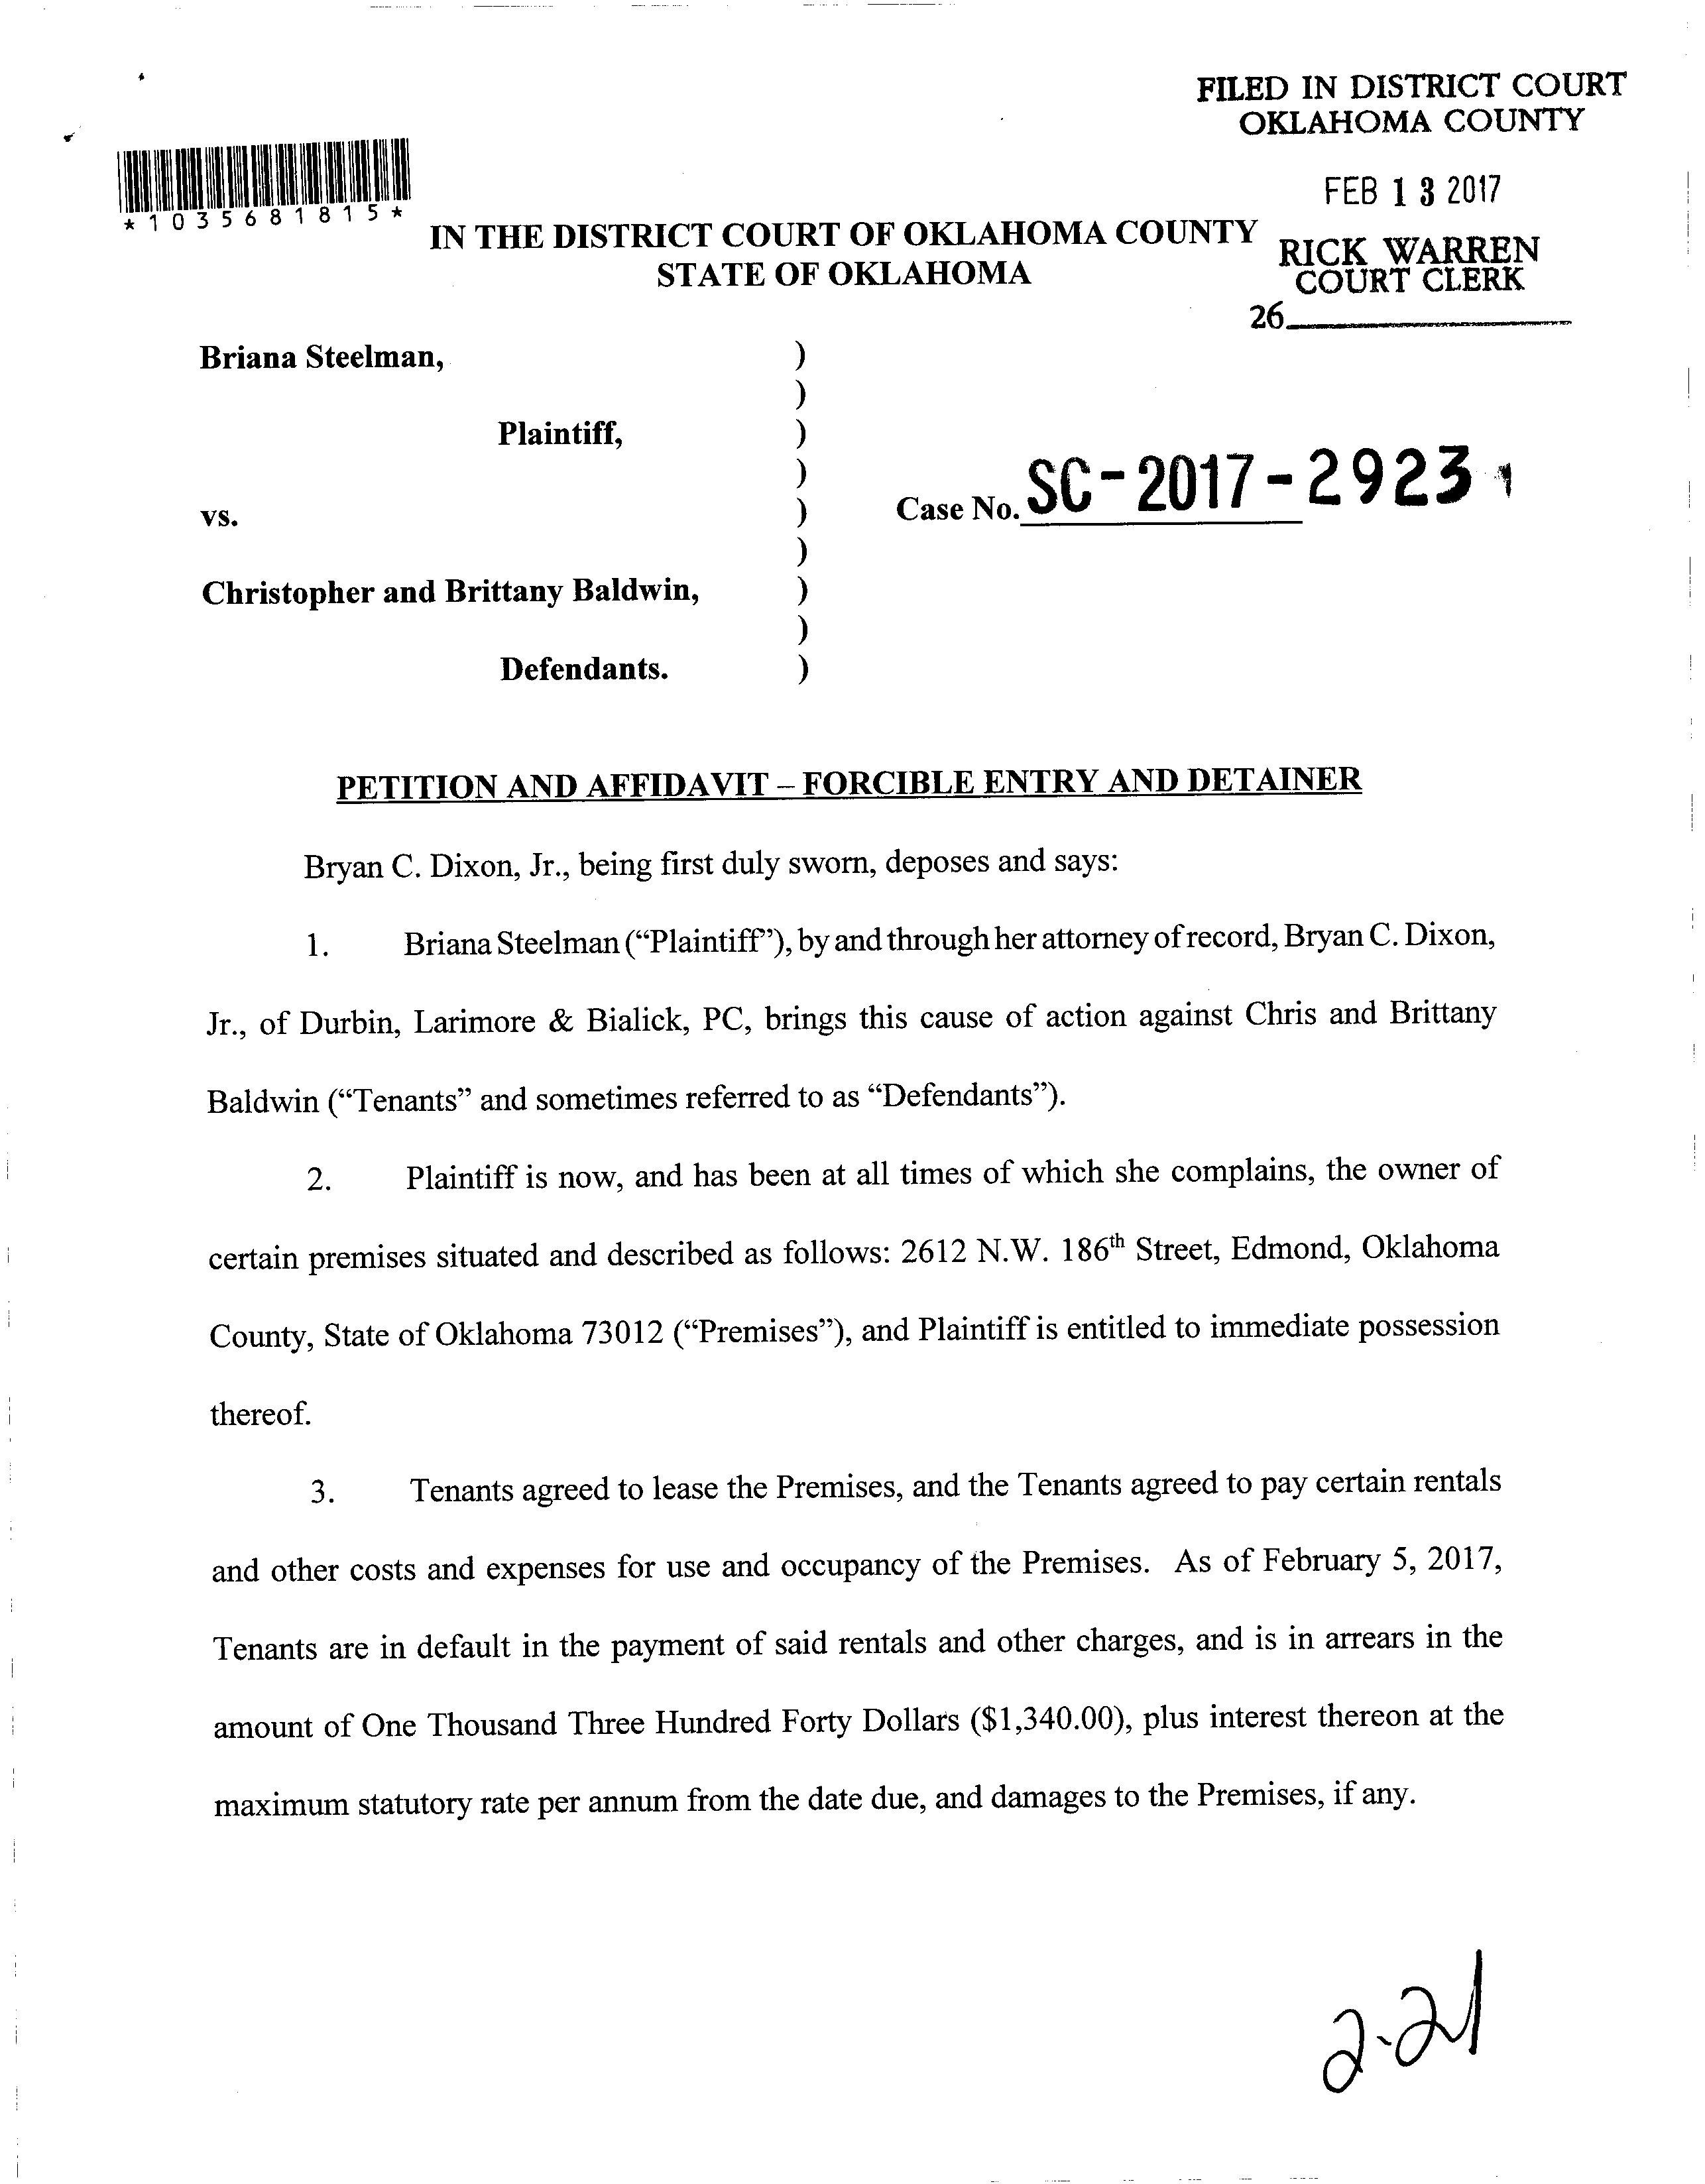 FILED IN DISTRICT COURT
OKLAHOMA COUNTY
FEB 13 2017
RICK WARREN
COURT CLERK
26
*1035681815*
IN THE DISTRICT COURT OF OKLAHOMA COUNTY
STATE OF OKLAHOMA
Briana Steelman, )
)
Plaintiff, )
)
vs. ) Case No. SC-2017-2923
)
Christopher and Brittany Baldwin, )
)
Defendants. )
PETITION AND AFFIDAVIT – FORCIBLE ENTRY AND DETAINER
Bryan C. Dixon, Jr., being first duly sworn, deposes and says:
1. Briana Steelman (“Plaintiff”), by and through her attorney of record, Bryan C. Dixon,
Jr., of Durbin, Larimore & Bialick, PC, brings this cause of action against Chris and Brittany
Baldwin (“Tenants” and sometimes referred to as “Defendants”).
2. Plaintiff is now, and has been at all times of which she complains, the owner of
certain premises situated and described as follows: 2612 N.W. 186th Street, Edmond, Oklahoma
County, State of Oklahoma 73012 (“Premises”), and Plaintiff is entitled to immediate possession
thereof.
3. Tenants agreed to lease the Premises, and the Tenants agreed to pay certain rentals
and other costs and expenses for use and occupancy of the Premises. As of February 5, 2017,
Tenants are in default in the payment of said rentals and other charges, and is in arrears in the
amount of One Thousand Three Hundred Forty Dollars ($1,340.00), plus interest thereon at the
maximum statutory rate per annum from the date due, and damages to the Premises, if any.
2-21